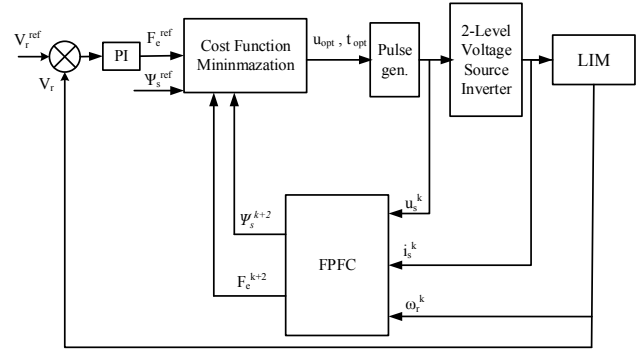 V_r^ref
V_r
PI
F_e^ref
Ψ_s^ref
Cost Function
Mininmazation
u_opt , t_opt
Pulse
gen.
2-Level
Voltage
Source
Inverter
LIM
u_s^k
i_s^k
ω_r^k
FPFC
Ψ_s^k+2
F_e^k+2